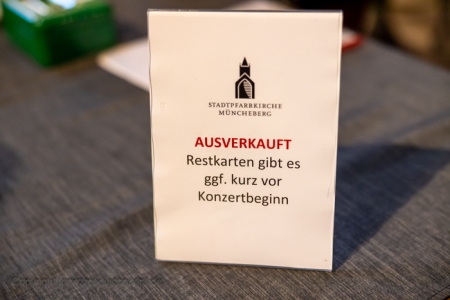 STADTPFARRKIRCHE
MÜNCHEBERG
AUSVERKAUFT
Restkarten gibt es
ggf. kurz vor
Konzertbeginn